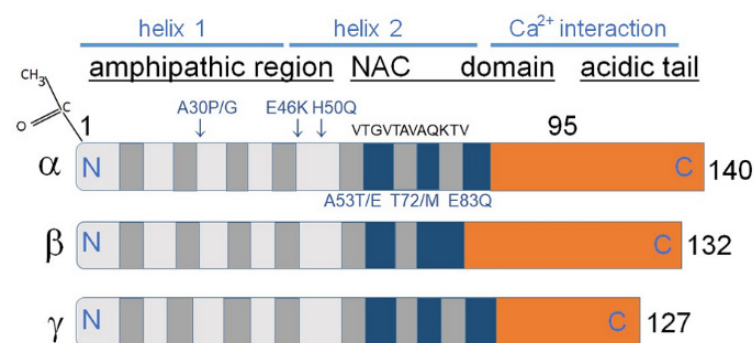 helix 1 helix 2 Ca²⁺ interaction
amphipathic region NAC domain acidic tail
CH₃
C
O
A30P/G E46K H50Q VTGVTAVAQKTV
1 95
α N C 140
A53T/E T72/M E83Q
β N C 132
γ N C 127